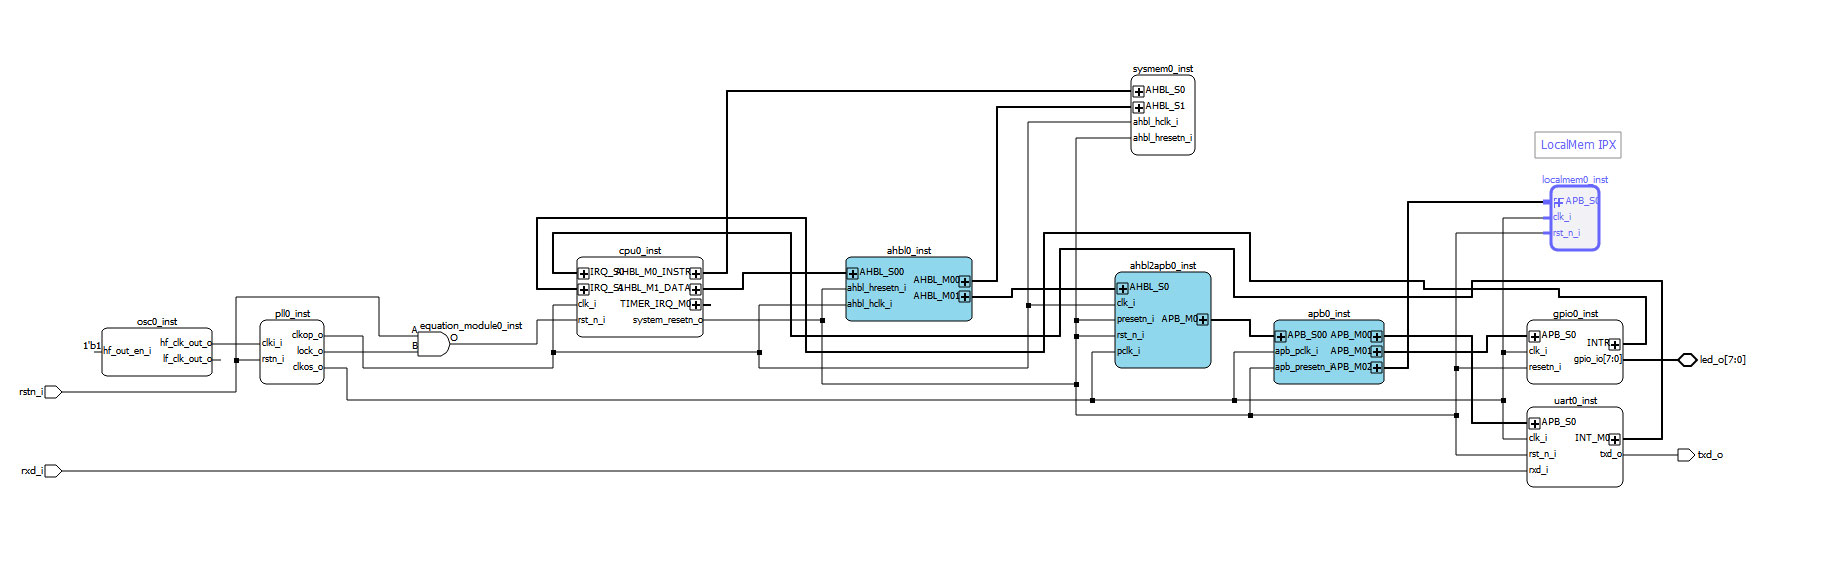 sysmem0_inst
AHBL_S0
AHBL_S1
ahbl_hclk_i
ahbl_hresetn_i
LocalMem IPX
localmem0_inst
APB_S0
clk_i
rst_n_i
cpu0_inst
IRQ_S0
AHBL_M0_INSTR
IRQ_S1
AHBL_M1_DATA
clk_i
TIMER_IRQ_M0
rst_n_i
system_resetn_o
ahbl0_inst
AHBL_S00
ahbl_hresetn_i
ahbl_hclk_i
AHBL_M00
AHBL_M01
ahbl2apb0_inst
AHBL_S0
clk_i
presetn_i
APB_M0
rst_n_i
pclk_i
apb0_inst
APB_S00
APB_M00
apb_pclk_i
APB_M01
apb_presetn_i
APB_M02
gpio0_inst
APB_S0
INTR
clk_i
gpio_io[7:0]
resetn_i
led_o[7:0]
osc0_inst
1'b1
hf_out_en_i
hf_clk_out_o
lf_clk_out_o
pll0_inst
clki_i
rstn_i
clkop_o
lock_o
clkos_o
equation_module0_inst
A
B
O
rstn_i
uart0_inst
APB_S0
clk_i
INT_M0
rst_n_i
txd_o
rxd_i
txd_o
rxd_i